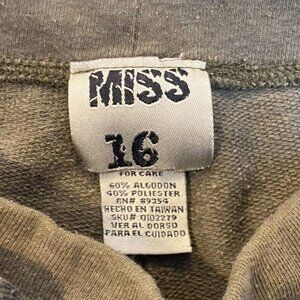 MISS
16
FOR CARE
60% ALGODON
40% POLIESTER
RN# 89354
HECHO EN TAIWAN
SKU# 0102279
VER AL DORSO
PARA EL CUIDADO